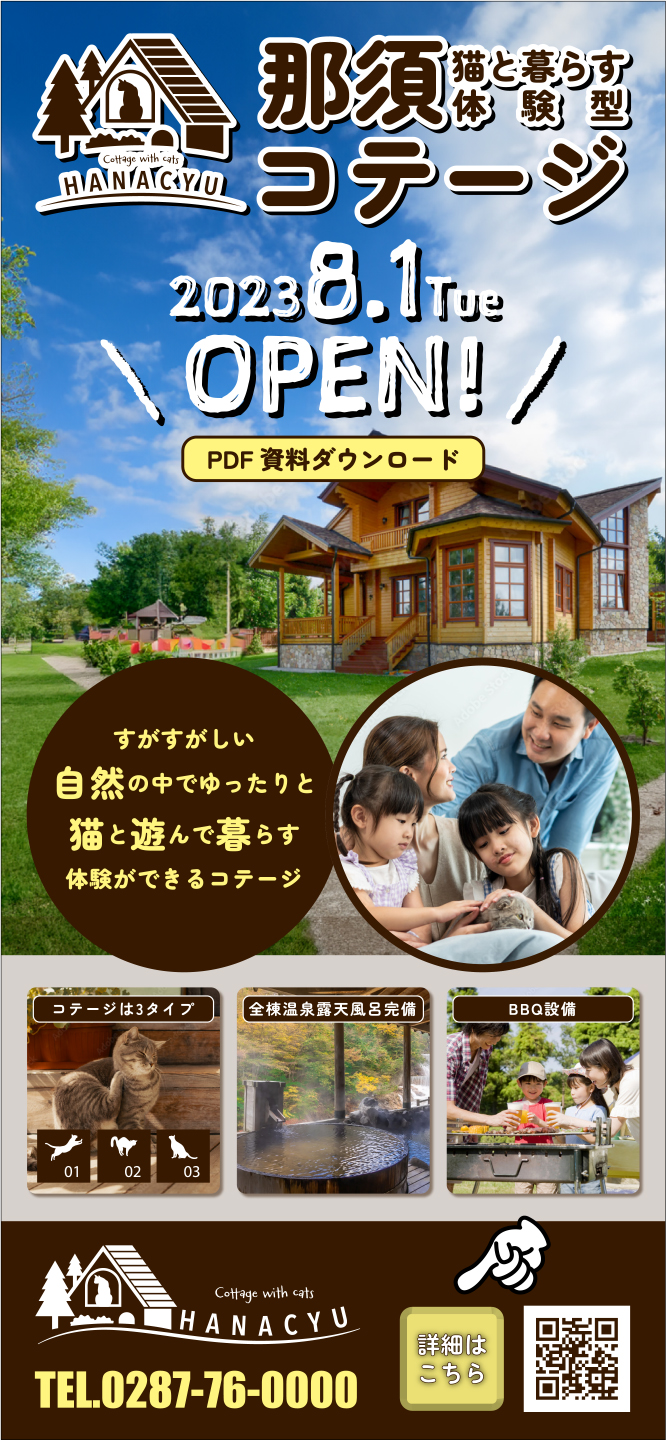 Cottage with cats
HANACYU
那須
猫と暮らす
体験型
コテージ
2023 8.1 Tue
OPEN!
PDF 資料ダウンロード
すがすがしい
自然の中でゆったりと
猫と遊んで暮らす
体験ができるコテージ
コテージは3タイプ
01 02 03
全棟温泉露天風呂完備
BBQ設備
Cottage with cats
HANACYU
TEL.0287-76-0000
詳細は
こちら